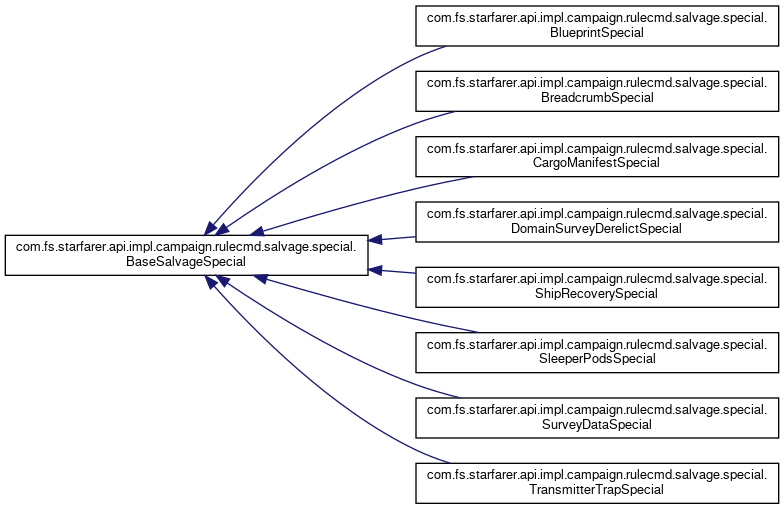 com.fs.starfarer.api.impl.campaign.rulecmd.salvage.special.
BaseSalvageSpecial
com.fs.starfarer.api.impl.campaign.rulecmd.salvage.special.
BlueprintSpecial
com.fs.starfarer.api.impl.campaign.rulecmd.salvage.special.
BreadcrumbSpecial
com.fs.starfarer.api.impl.campaign.rulecmd.salvage.special.
CargoManifestSpecial
com.fs.starfarer.api.impl.campaign.rulecmd.salvage.special.
DomainSurveyDerelictSpecial
com.fs.starfarer.api.impl.campaign.rulecmd.salvage.special.
ShipRecoverySpecial
com.fs.starfarer.api.impl.campaign.rulecmd.salvage.special.
SleeperPodsSpecial
com.fs.starfarer.api.impl.campaign.rulecmd.salvage.special.
SurveyDataSpecial
com.fs.starfarer.api.impl.campaign.rulecmd.salvage.special.
TransmitterTrapSpecial